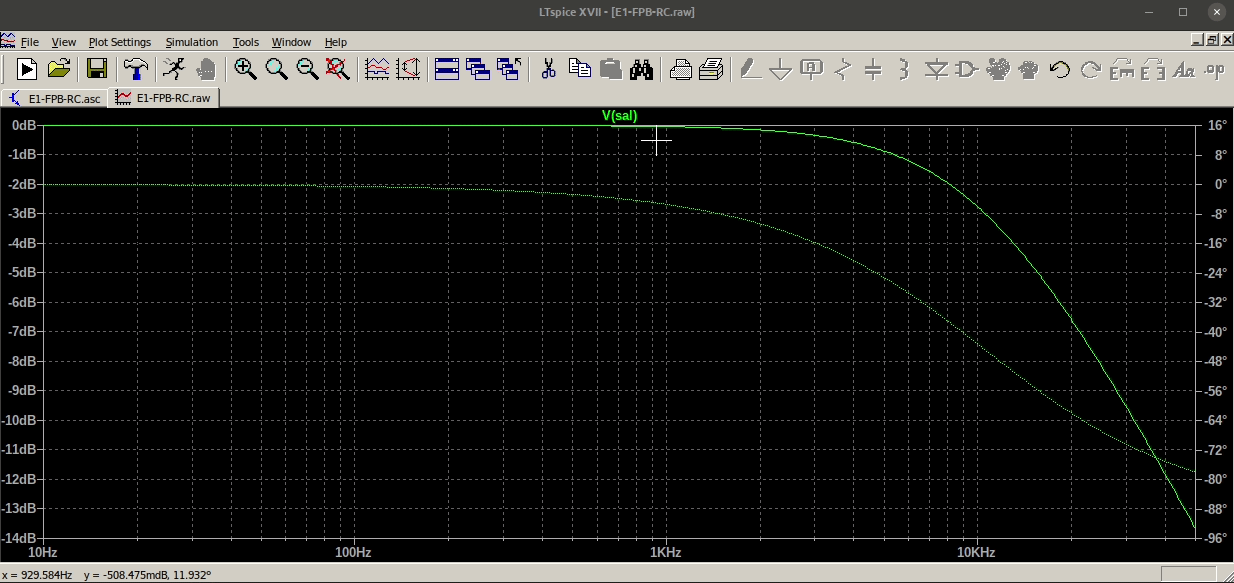 LTspice XVII - [E1-FPB-RC.raw]
File View Plot Settings Simulation Tools Window Help
.op
E1-FPB-RC.asc E1-FPB-RC.raw
V(sal)
0dB 16°
-1dB 8°
-2dB 0°
-3dB -8°
-4dB -16°
-5dB -24°
-6dB -32°
-7dB -40°
-8dB -48°
-9dB -56°
-10dB -64°
-11dB -72°
-12dB -80°
-13dB -88°
-14dB -96°
10Hz 100Hz 1KHz 10KHz
x = 929.584Hz y = -508.475mdB, 11.932°